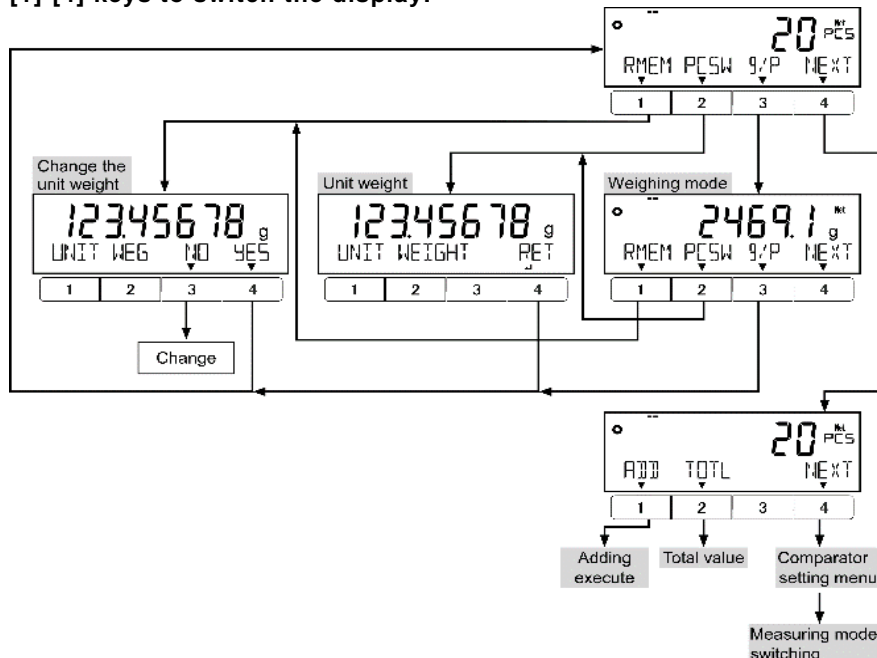 [1]-[4] keys to switch the display.
20 Net PCS
RMEM PCSW g/P NEXT
1 2 3 4
Change the
unit weight
123.45678 g
UNIT WEG NO YES
1 2 3 4
Change
Unit weight
123.45678 g
UNIT WEIGHT RET
1 2 3 4
Weighing mode
2469.1 Net g
RMEM PCSW g/P NEXT
1 2 3 4
20 Net PCS
ADD TOTL NEXT
1 2 3 4
Adding
execute
Total value
Comparator
setting menu
Measuring mode
switching